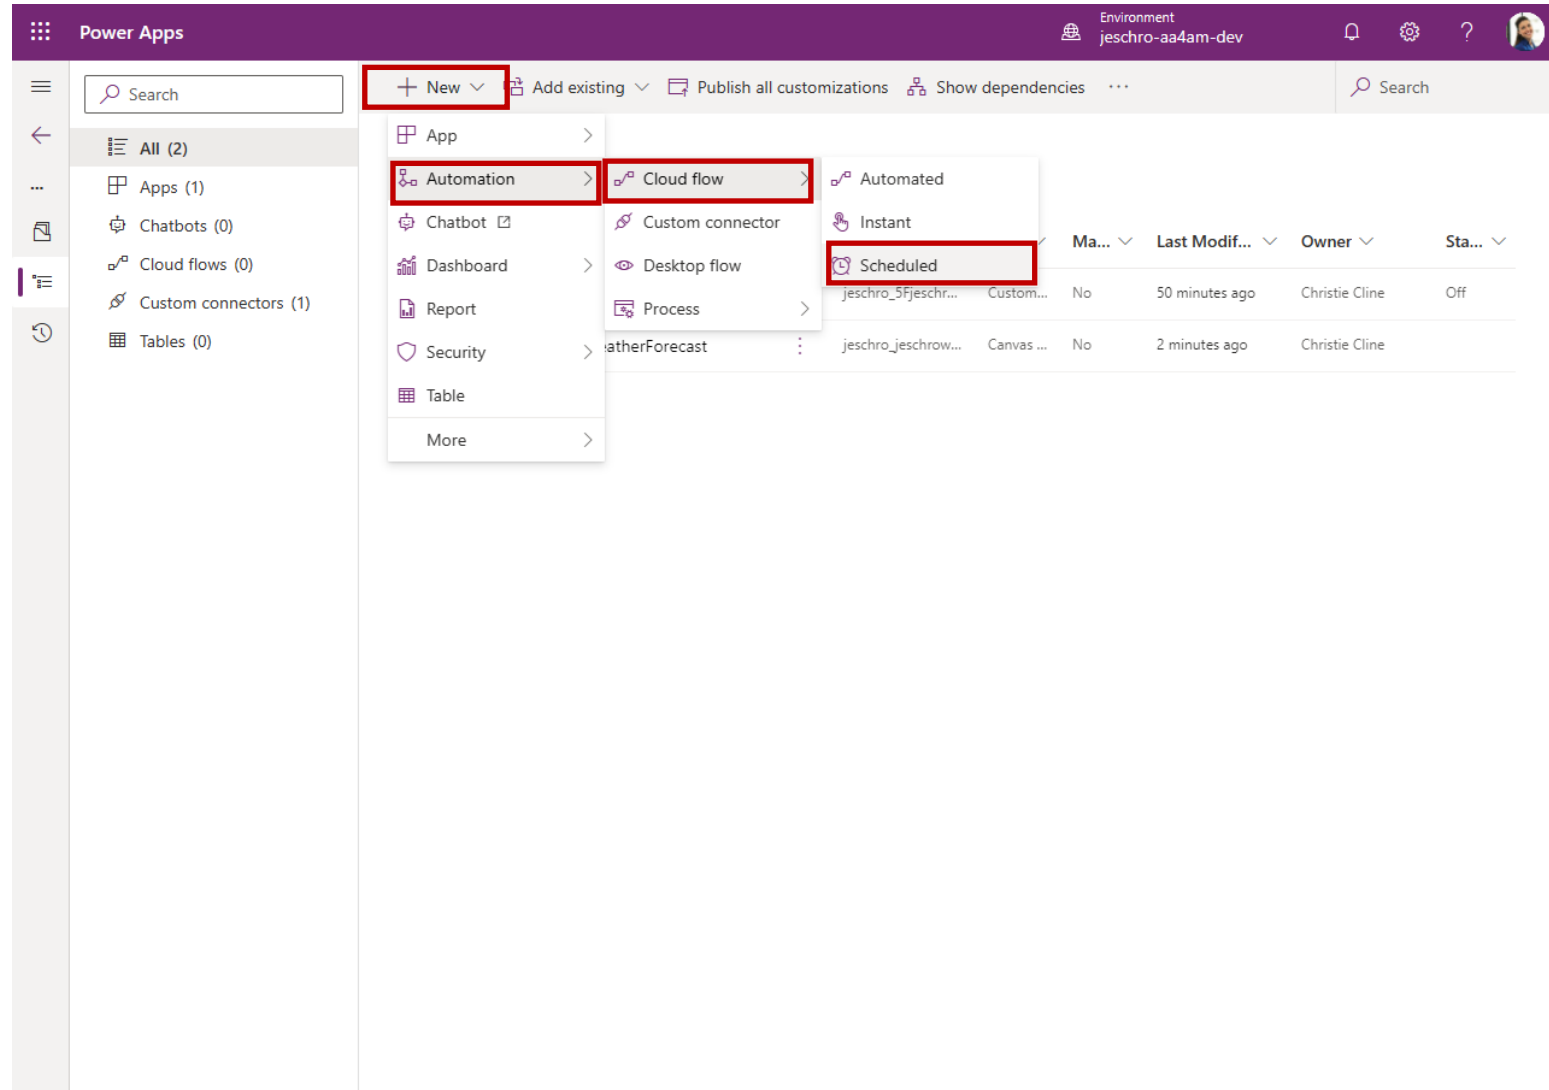 Power Apps
Environment
jeschro-aa4am-dev
?
Search
All (2)
Apps (1)
Chatbots (0)
Cloud flows (0)
Custom connectors (1)
Tables (0)
New
Add existing
Publish all customizations
Show dependencies
...
Search
App
Automation
Chatbot
Dashboard
Report
Security
Table
More
Cloud flow
Custom connector
Desktop flow
Process
Automated
Instant
Scheduled
Ma... Last Modif... Owner Sta...
jeschro_5Fjeschr... Custom... No 50 minutes ago Christie Cline Off
eatherForecast jeschro_jeschrow... Canvas ... No 2 minutes ago Christie Cline